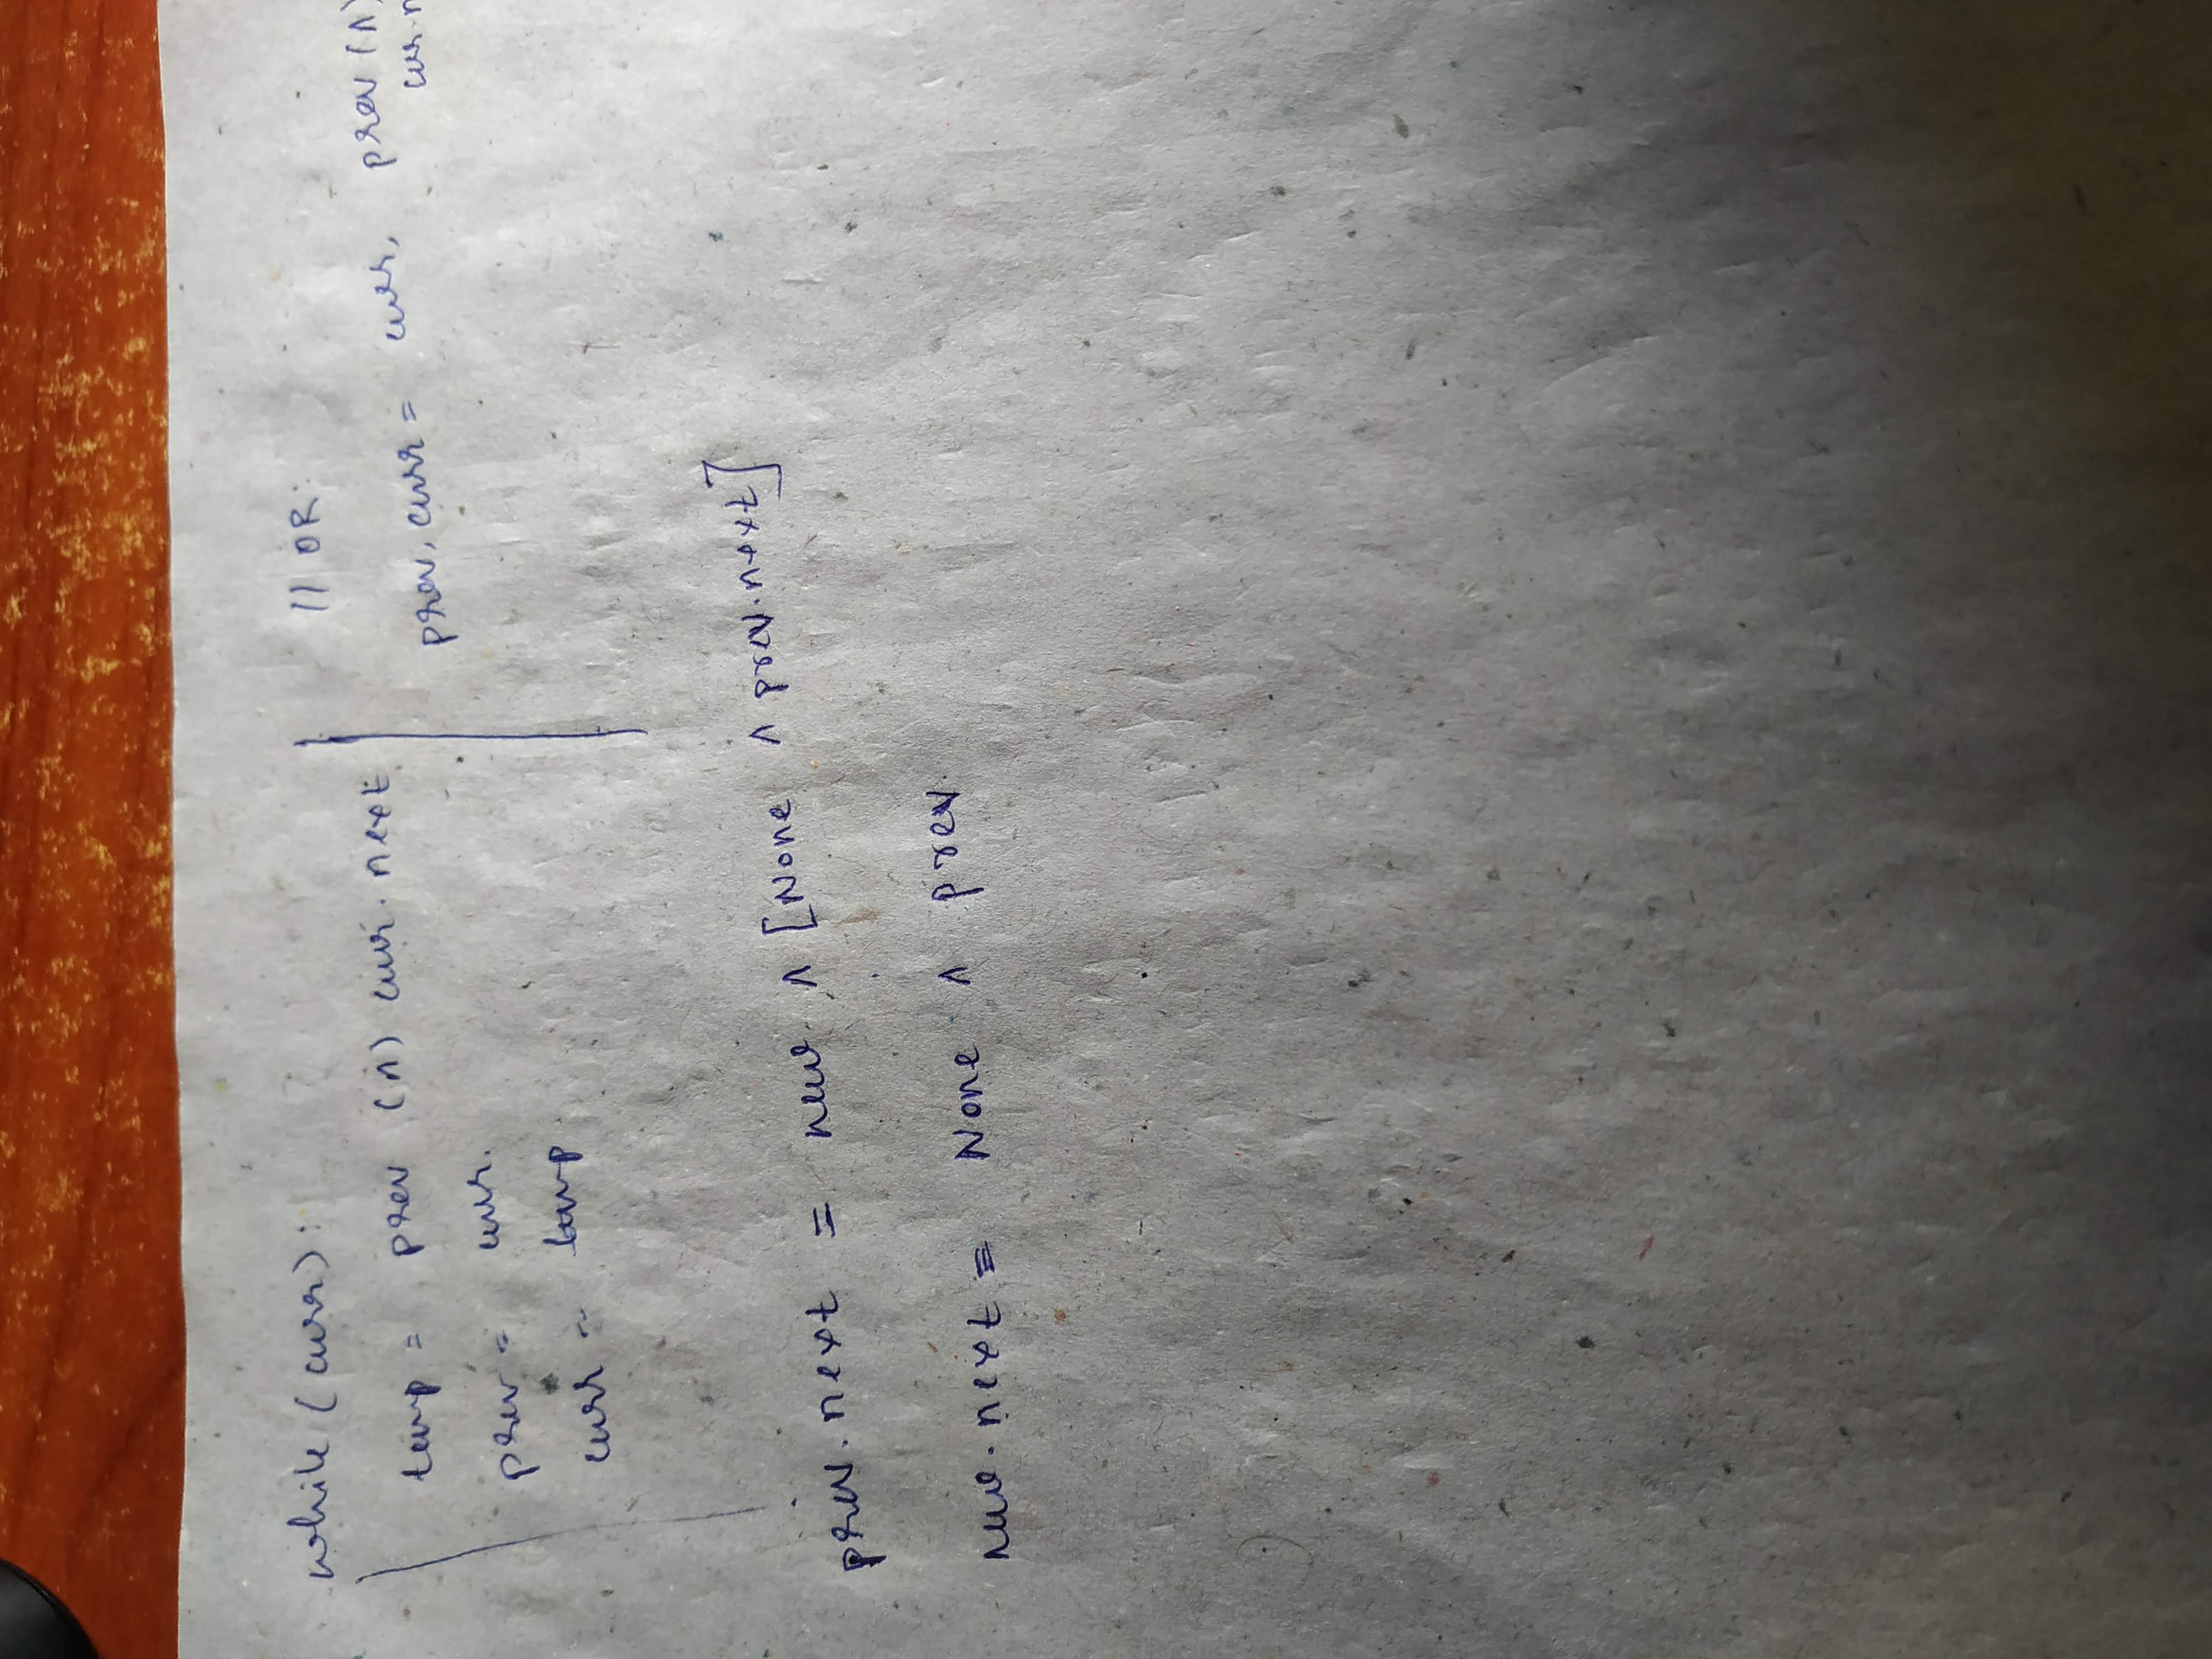 while (curr):
temp = prev (^) curr.next
prev = curr.
curr = temp
// OR:
prev, curr = curr, prev (^)
curr.n
prev.next = new ^ [None ^ prev.next]
new.next = None ^ prev.